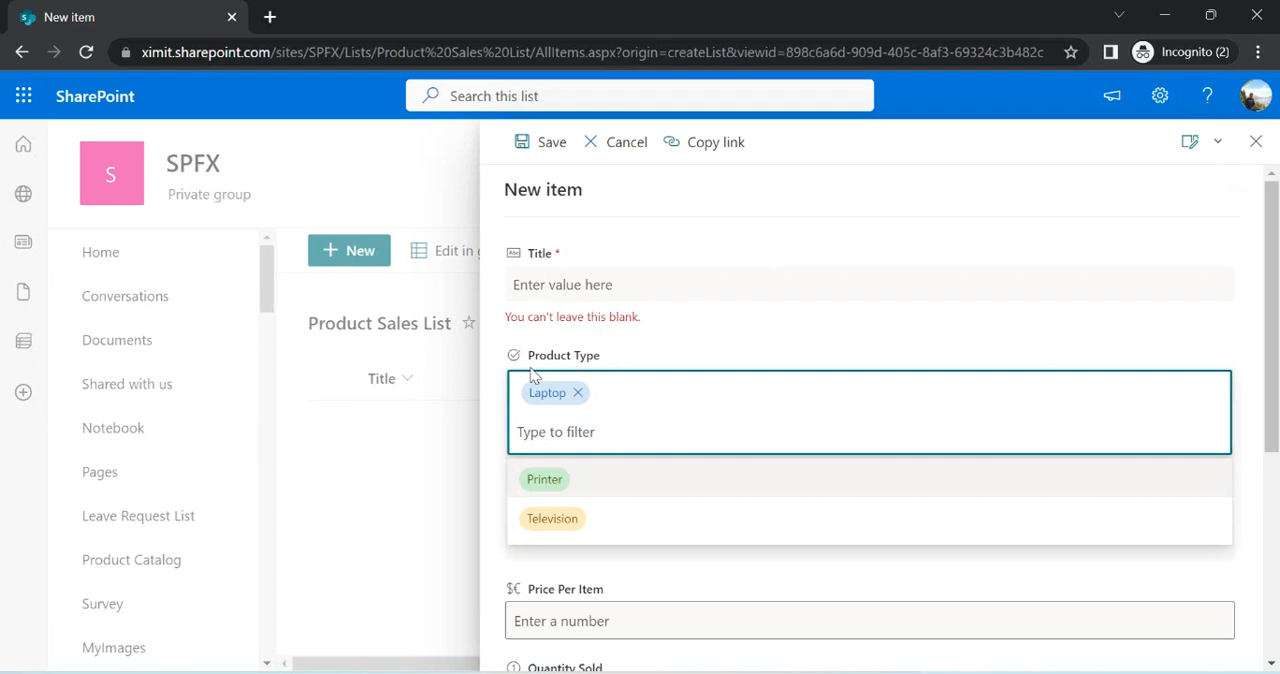 New item
ximit.sharepoint.com/sites/SPFX/Lists/Product%20Sales%20List/AllItems.aspx?origin=createList&viewid=898c6a6d-909d-405c-8af3-69324c3b482c
Incognito (2)
SharePoint
Search this list
S
SPFX
Private group
Save
Cancel
Copy link
New item
Home
Conversations
Documents
Shared with us
Notebook
Pages
Leave Request List
Product Catalog
Survey
MyImages
+ New
Edit in g
Product Sales List
Title
Abc Title *
Enter value here
You can't leave this blank.
Product Type
Laptop
Type to filter
Printer
Television
$€ Price Per Item
Enter a number
Quantity Sold